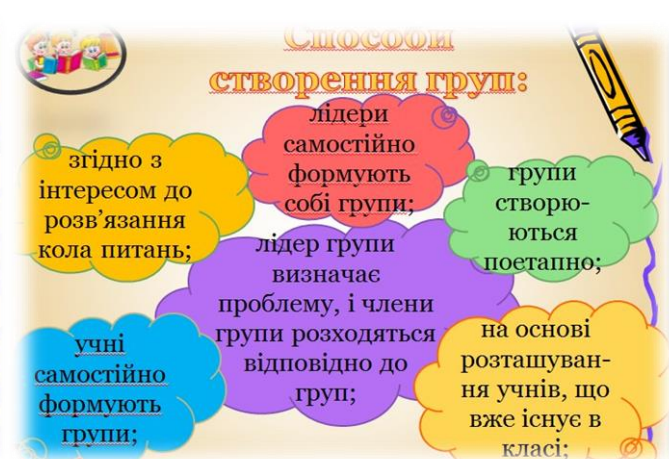 Способи
створення груп:
лідери
самостійно
формують
собі групи;
згідно з
інтересом до
розв’язання
кола питань;
групи
створю-
ються
поетапно;
лідер групи
визначає
проблему, і члени
групи розходяться
відповідно до
груп;
учні
самостійно
формують
групи;
на основі
розташуван-
ня учнів, що
вже існує в
класі;